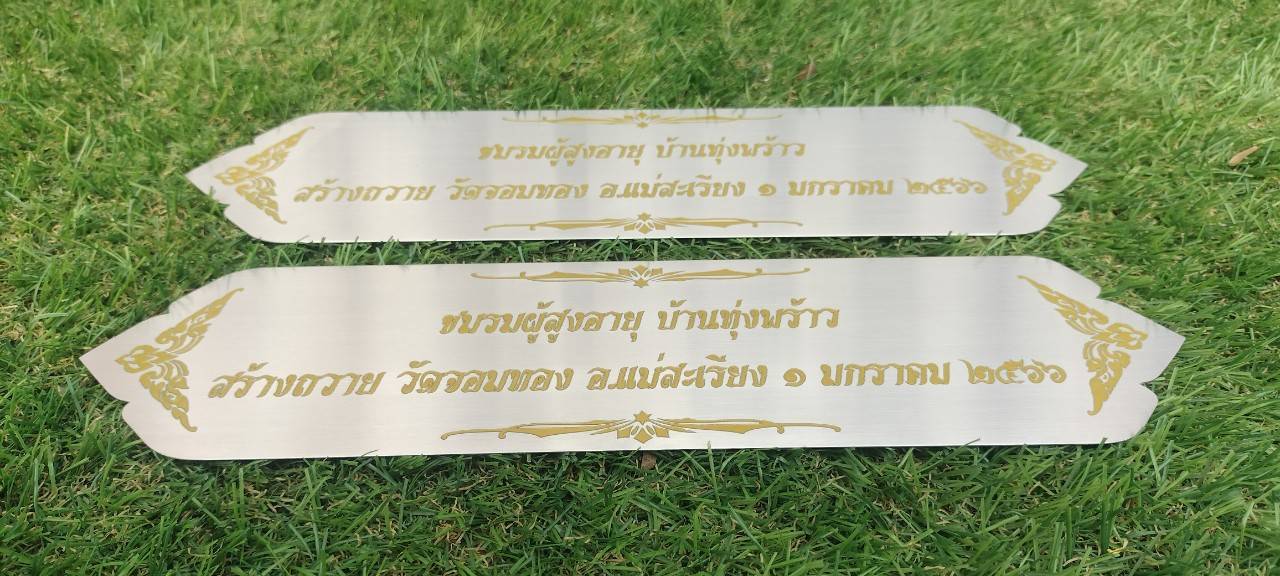 ชมรมผู้สูงอายุ บ้านทุ่งพร้าว
สร้างถวาย วัดจอมทอง อ.แม่สะเรียง ๑ มกราคม ๒๕๖๖
ชมรมผู้สูงอายุ บ้านทุ่งพร้าว
สร้างถวาย วัดจอมทอง อ.แม่สะเรียง ๑ มกราคม ๒๕๖๖